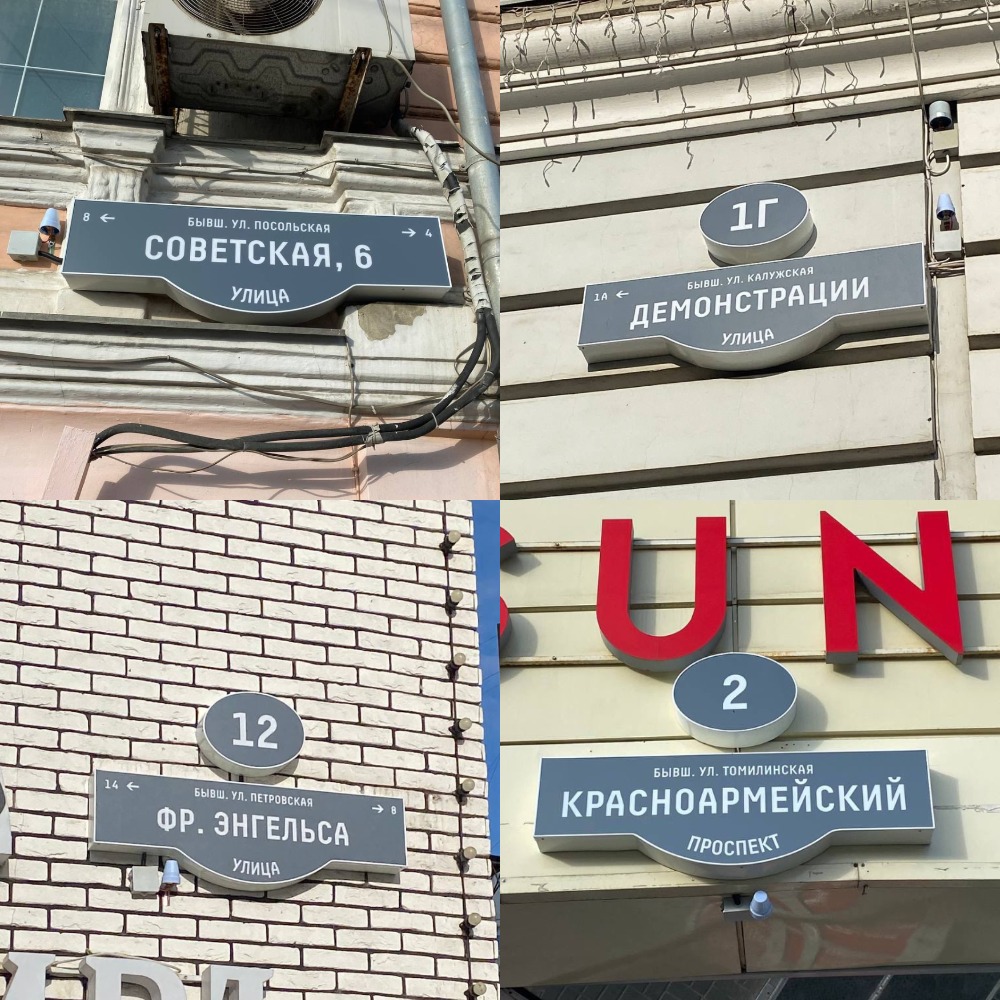 8 ←
БЫВШ. УЛ. ПОСОЛЬСКАЯ
→ 4
СОВЕТСКАЯ, 6
УЛИЦА
1Г
1А ←
БЫВШ. УЛ. КАЛУЖСКАЯ
ДЕМОНСТРАЦИИ
УЛИЦА
12
14 ←
БЫВШ. УЛ. ПЕТРОВСКАЯ
→ 8
ФР. ЭНГЕЛЬСА
УЛИЦА
UN
2
БЫВШ. УЛ. ТОМИЛИНСКАЯ
КРАСНОАРМЕЙСКИЙ
ПРОСПЕКТ